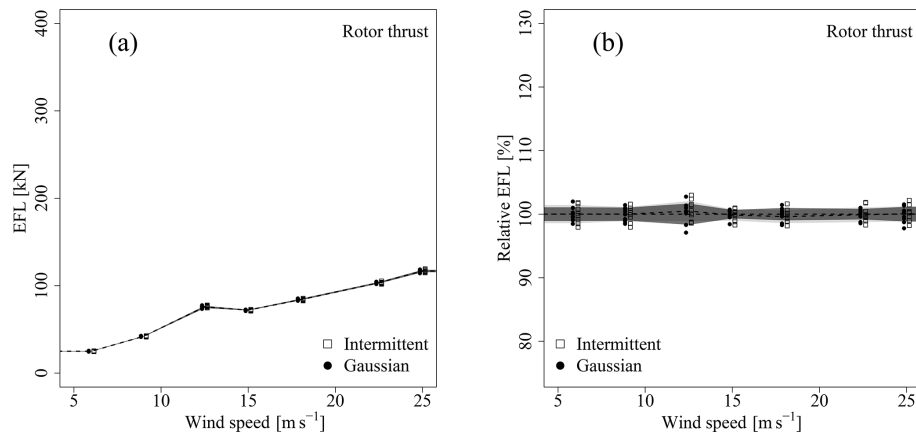 (a)
Rotor thrust
EFL [kN]
400
300
200
100
0
Intermittent
Gaussian
5
10
15
20
25
Wind speed [m s⁻¹]
(b)
Rotor thrust
Relative EFL [%]
130
120
110
100
90
80
Intermittent
Gaussian
5
10
15
20
25
Wind speed [m s⁻¹]